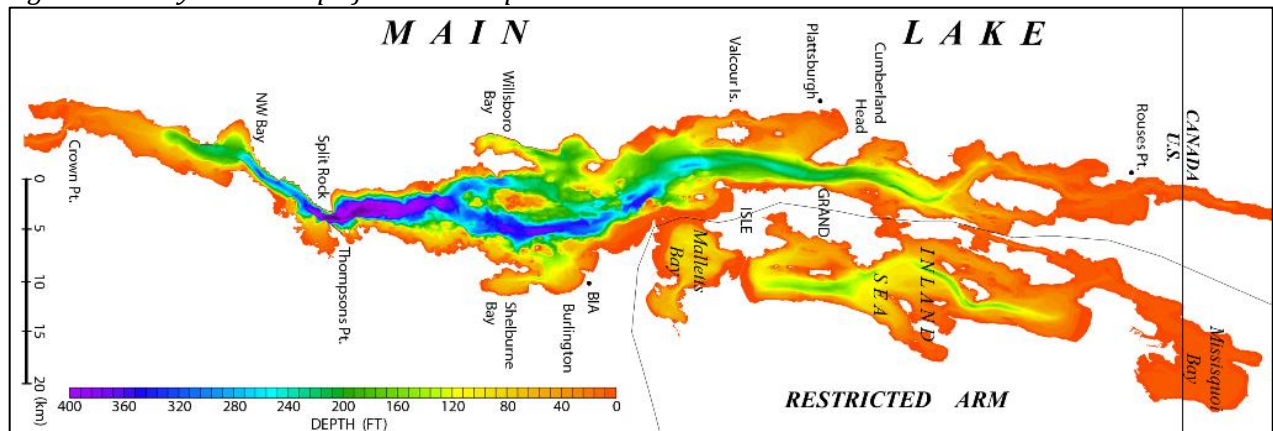 MAIN LAKE
Crown Pt.
NW Bay
Split Rock
Thompsons Pt.
Willsboro
Bay
Shelburne
Bay
Burlington
BIA
Valcour Is.
Plattsburgh
Cumberland
Head
Rouses Pt.
CANADA
U.S.
GRAND
ISLE
Malletts
Bay
INLAND
SEA
Missisquoi
Bay
RESTRICTED ARM
0
5
10
15
20 (km)
400 360 320 280 240 200 160 120 80 40 0
DEPTH (FT)